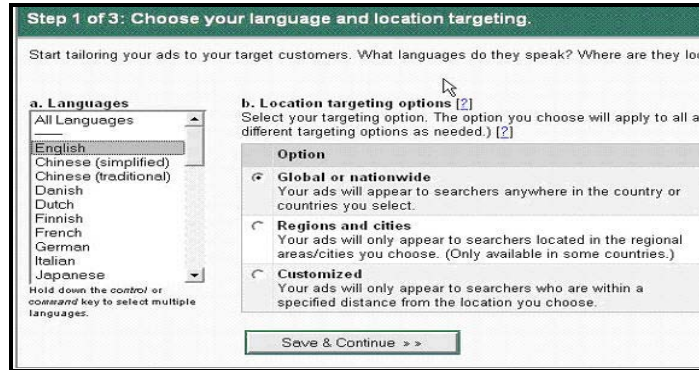 Step 1 of 3: Choose your language and location targeting.
Start tailoring your ads to your target customers. What languages do they speak? Where are they loc
a. Languages
All Languages
English
Chinese (simplified)
Chinese (traditional)
Danish
Dutch
Finnish
French
German
Italian
Japanese
Hold down the control or
command key to select multiple
languages.
b. Location targeting options [?]
Select your targeting option. The option you choose will apply to all a
different targeting options as needed.) [?]
Option
Global or nationwide
Your ads will appear to searchers anywhere in the country or
countries you select.
Regions and cities
Your ads will only appear to searchers located in the regional
areas/cities you choose. (Only available in some countries.)
Customized
Your ads will only appear to searchers who are within a
specified distance from the location you choose.
Save & Continue » »